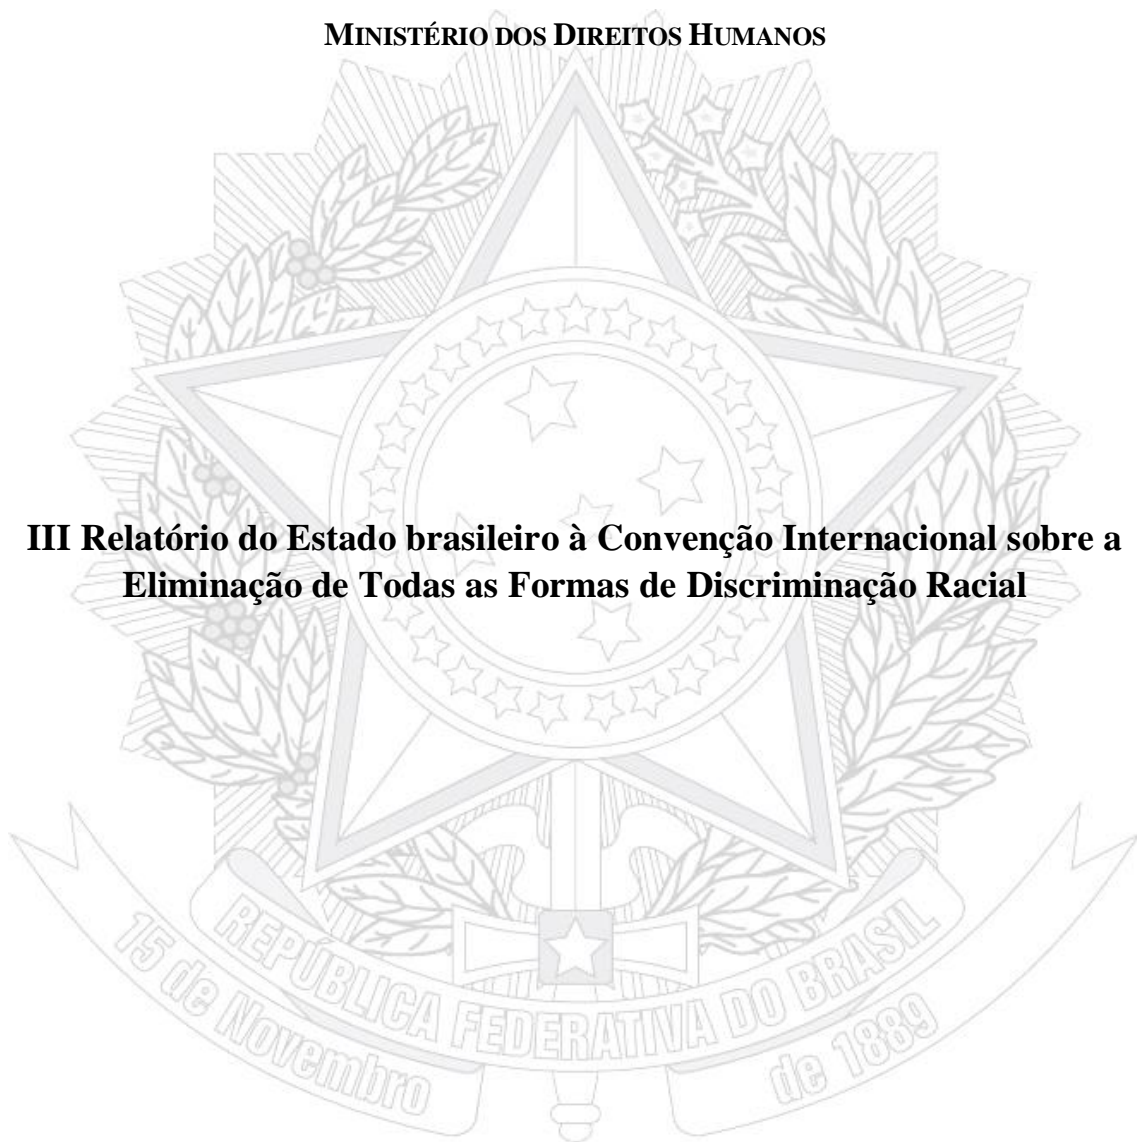 MINISTÉRIO DOS DIREITOS HUMANOS
III Relatório do Estado brasileiro à Convenção Internacional sobre a
Eliminação de Todas as Formas de Discriminação Racial
REPÚBLICA FEDERATIVA DO BRASIL
15 de Novembro de 1889